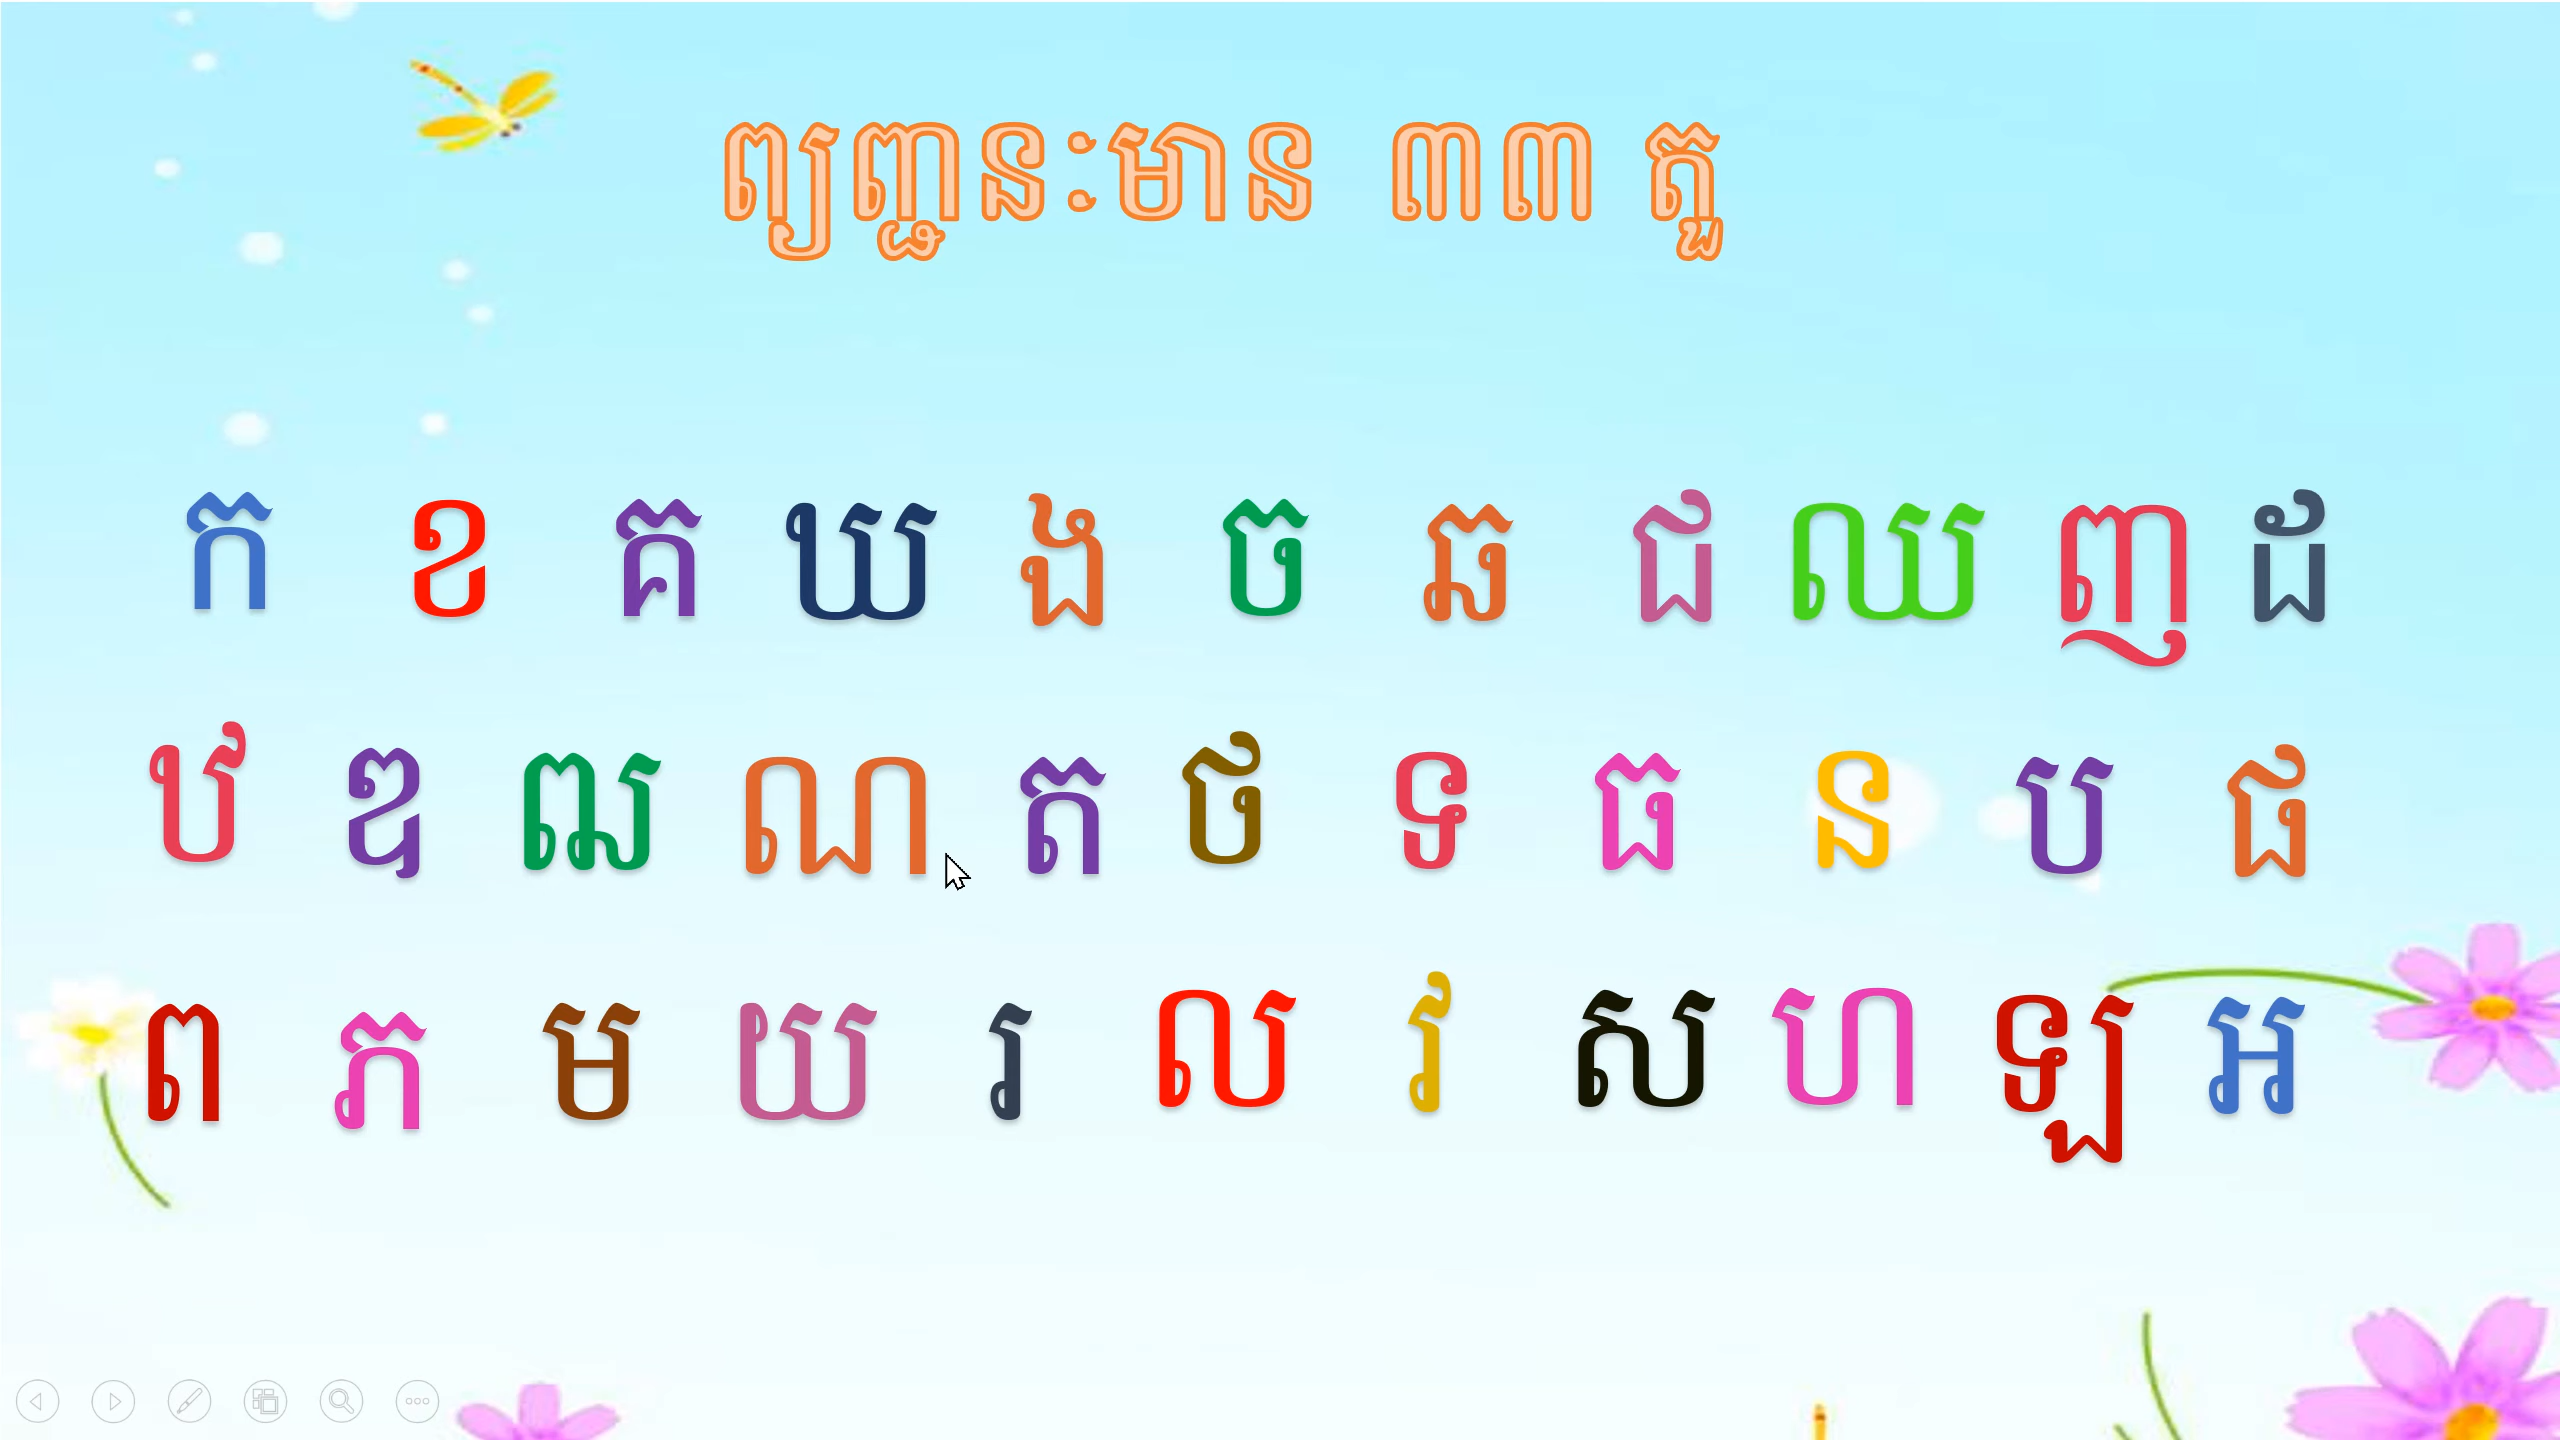 ព្យញ្ជនៈមាន ៣៣ តួ
ក ខ គ ឃ ង ច ឆ ជ ឈ ញ ដ
ឋ ឌ ឍ ណ ត ថ ទ ធ ន ប ផ
ព ភ ម យ រ ល វ ស ហ ឡ អ